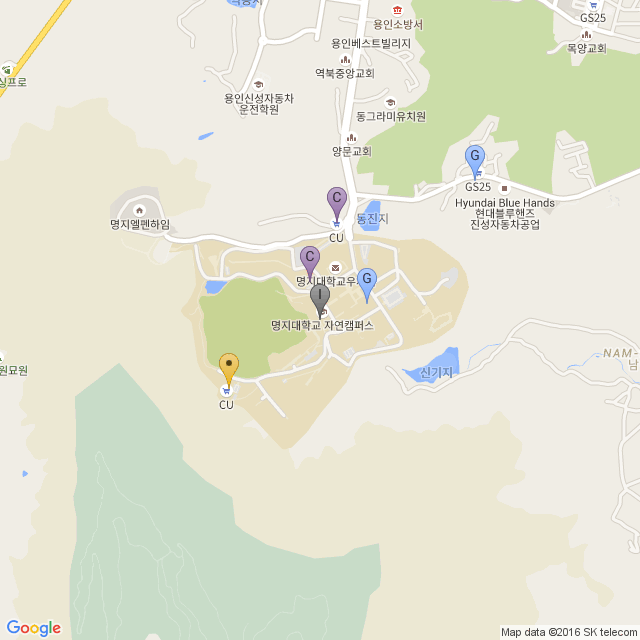 용인소방서
GS25
용인베스트빌리지
목양교회
역북중앙교회
싱프로
용인신성자동차
운전학원
동그라미유치원
양문교회
G
GS25
Hyundai Blue Hands
현대블루핸즈
진성자동차공업
C
동진지
명지엘펜하임
CU
C
명지대학교우
G
I
명지대학교 자연캠퍼스
NAM-
남
원묘원
신기지
CU
Google
Map data ©2016 SK telecom